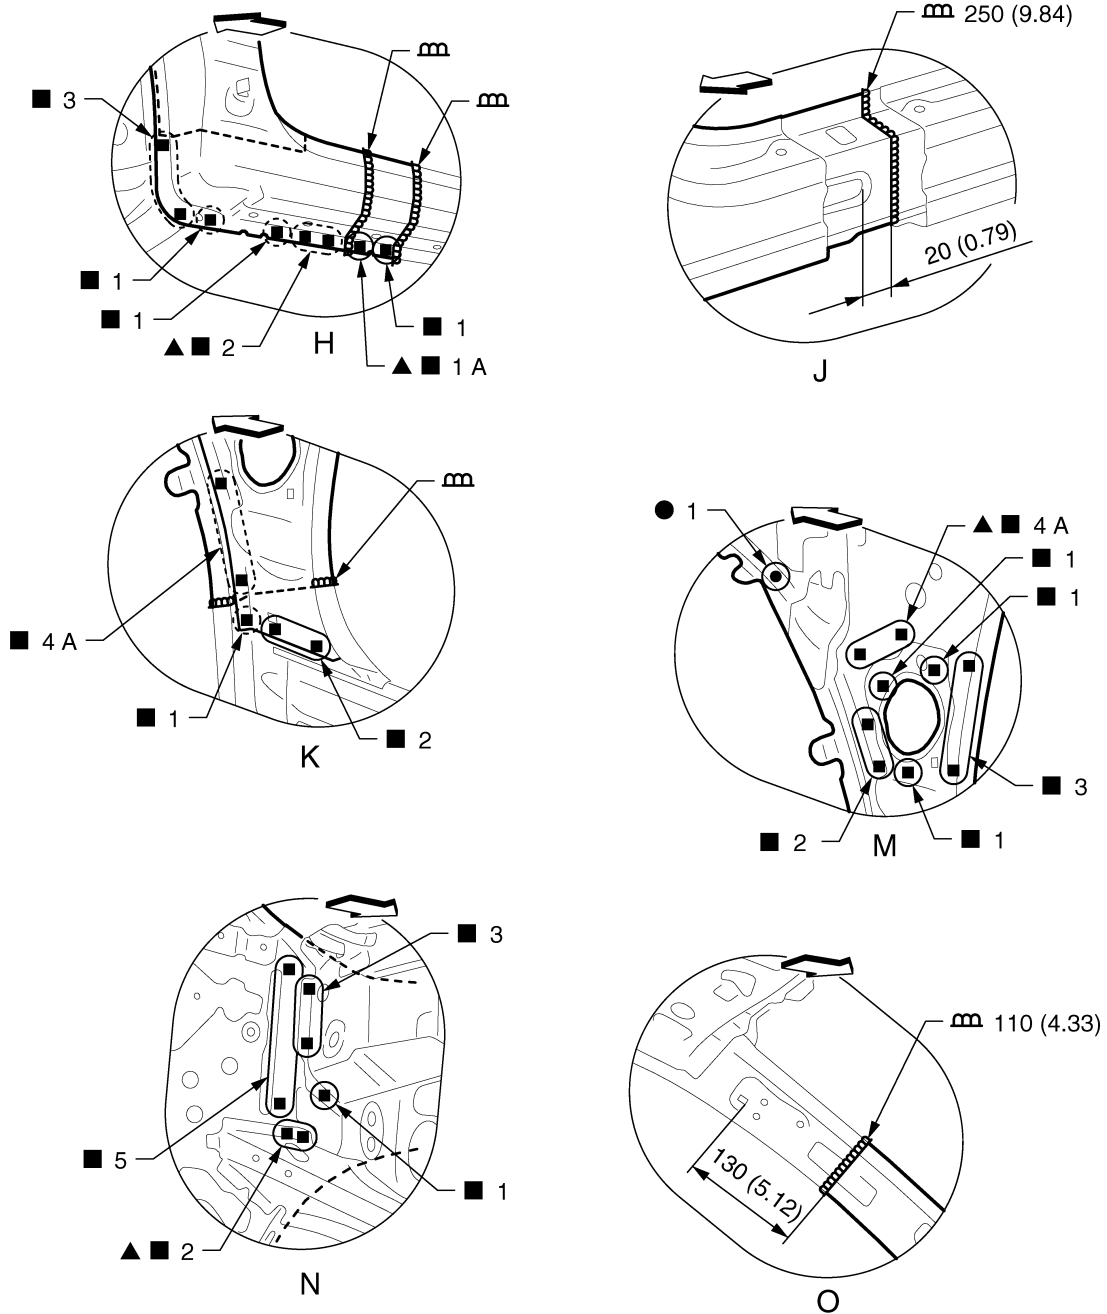 250 (9.84)
■ 3
20 (0.79)
■ 1
■ 1
▲ ■ 2
■ 1
▲ ■ 1 A
H
J
■ 4 A
■ 1
■ 2
K
● 1
▲ ■ 4 A
■ 1
■ 1
■ 3
■ 2
■ 1
M
■ 3
■ 5
■ 1
▲ ■ 2
N
110 (4.33)
130 (5.12)
O